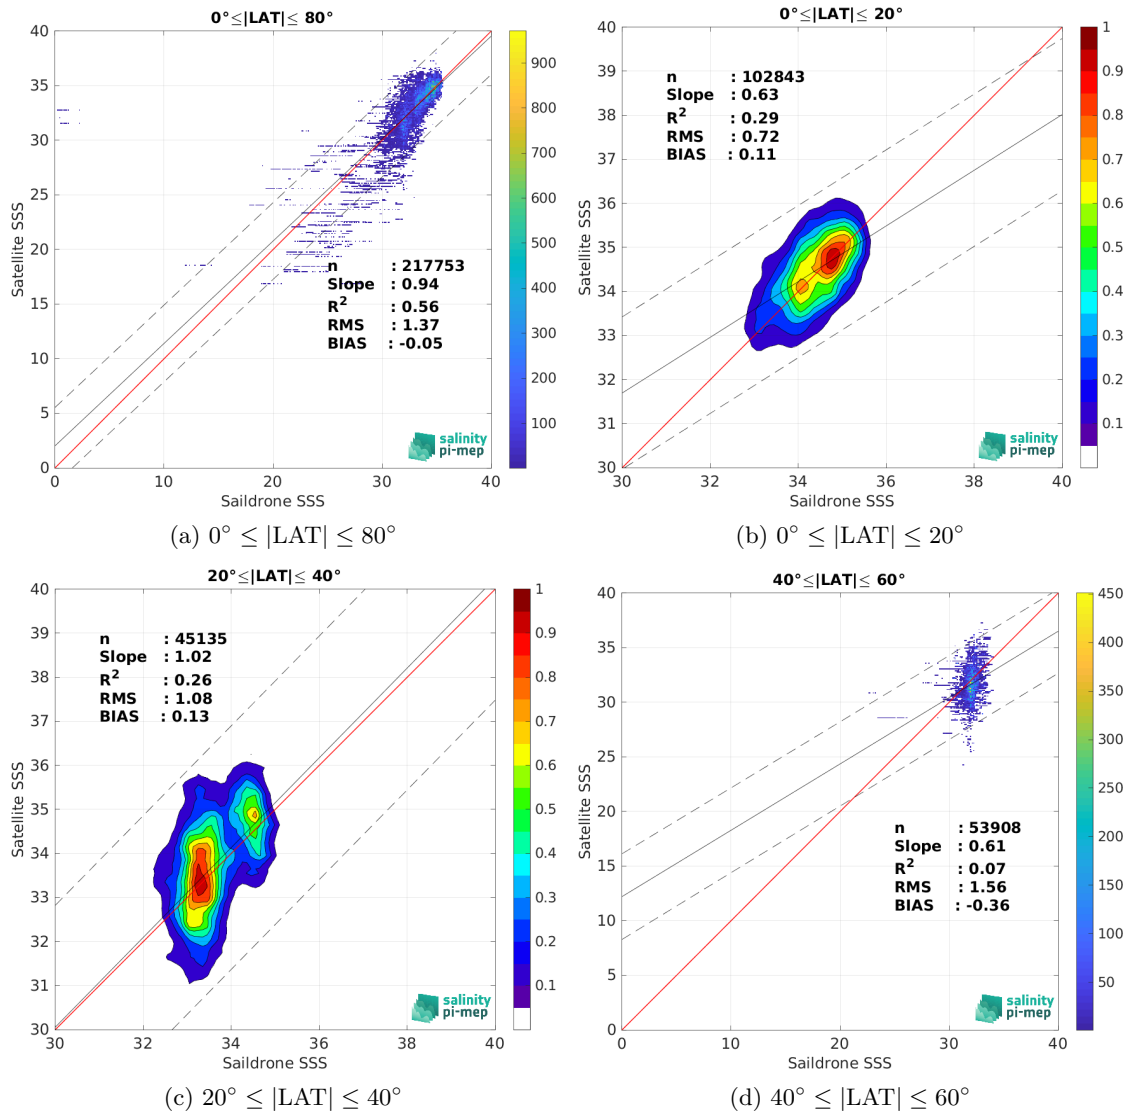 0°≤|LAT|≤ 80°
Satellite SSS
40
35
30
25
20
15
10
5
0
n : 217753
Slope : 0.94
R2 : 0.56
RMS : 1.37
BIAS : -0.05
salinity
pi-mep
0 10 20 30 40
Saildrone SSS
900
800
700
600
500
400
300
200
100
(a) 0° ≤ |LAT| ≤ 80°
0°≤|LAT|≤ 20°
Satellite SSS
40
39
38
37
36
35
34
33
32
31
30
n : 102843
Slope : 0.63
R2 : 0.29
RMS : 0.72
BIAS : 0.11
salinity
pi-mep
30 32 34 36 38 40
Saildrone SSS
1
0.9
0.8
0.7
0.6
0.5
0.4
0.3
0.2
0.1
(b) 0° ≤ |LAT| ≤ 20°
20°≤|LAT|≤ 40°
Satellite SSS
40
39
38
37
36
35
34
33
32
31
30
n : 45135
Slope : 1.02
R2 : 0.26
RMS : 1.08
BIAS : 0.13
salinity
pi-mep
30 32 34 36 38 40
Saildrone SSS
1
0.9
0.8
0.7
0.6
0.5
0.4
0.3
0.2
0.1
(c) 20° ≤ |LAT| ≤ 40°
40°≤|LAT|≤ 60°
Satellite SSS
40
35
30
25
20
15
10
5
0
n : 53908
Slope : 0.61
R2 : 0.07
RMS : 1.56
BIAS : -0.36
salinity
pi-mep
0 10 20 30 40
Saildrone SSS
450
400
350
300
250
200
150
100
50
(d) 40° ≤ |LAT| ≤ 60°